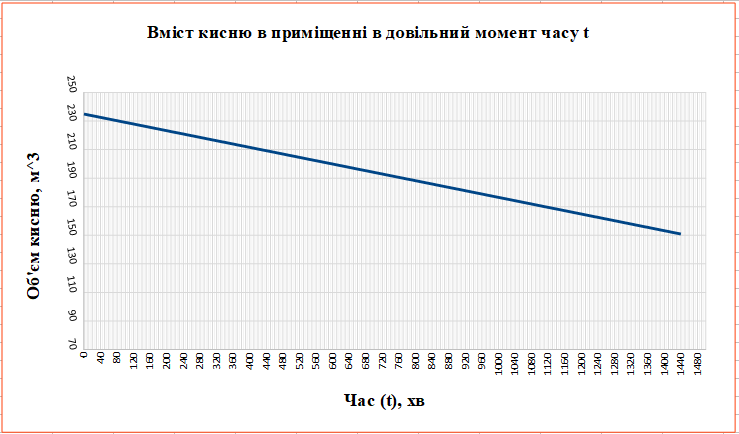 Вміст кисню в приміщенні в довільний момент часу t
Об'єм кисню, м^3
250
230
210
190
170
150
130
110
90
70
0 40 80 120 160 200 240 280 320 360 400 440 480 520 560 600 640 680 720 760 800 840 880 920 960 1000 1040 1080 1120 1160 1200 1240 1280 1320 1360 1400 1440 1480
Час (t), хв